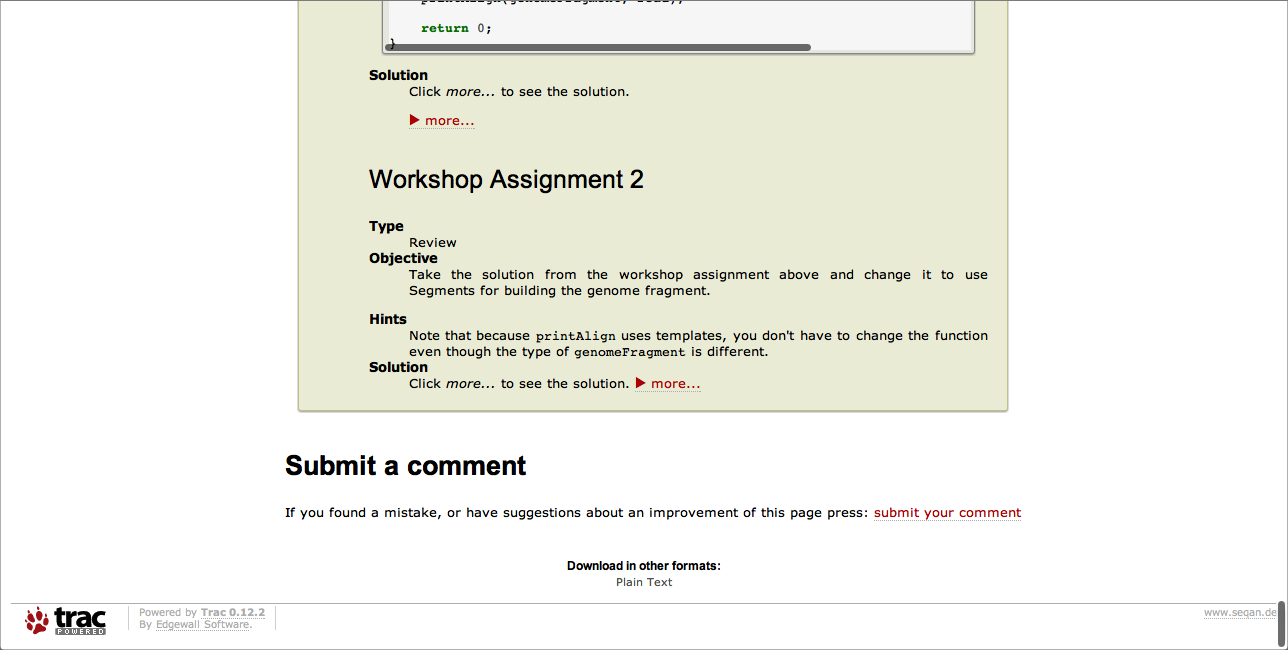 return 0;
}
Solution
Click more... to see the solution.
more...
Workshop Assignment 2
Type
Review
Objective
Take the solution from the workshop assignment above and change it to use
Segments for building the genome fragment.
Hints
Note that because printAlign uses templates, you don't have to change the function
even though the type of genomeFragment is different.
Solution
Click more... to see the solution. more...
Submit a comment
If you found a mistake, or have suggestions about an improvement of this page press: submit your comment
Download in other formats:
Plain Text
trac
POWERED
Powered by Trac 0.12.2
By Edgewall Software.
www.seqan.de